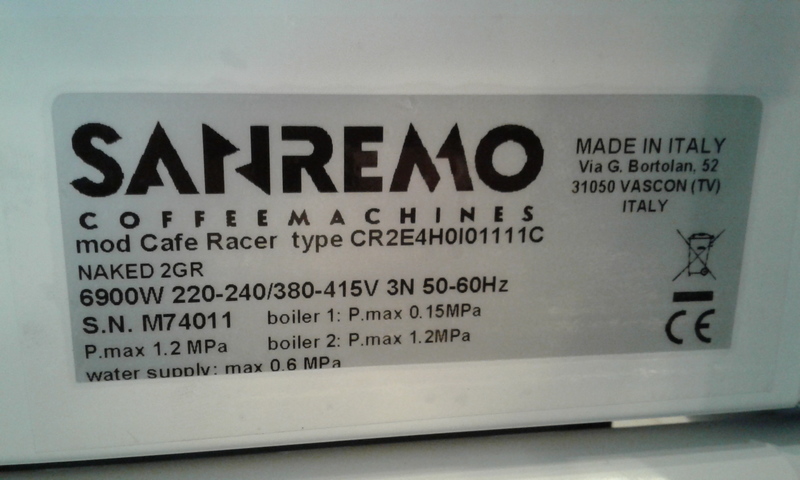 SANREMO
COFFEEMACHINES
mod Cafe Racer type CR2E4H0I01111C
NAKED 2GR
6900W 220-240/380-415V 3N 50-60Hz
S.N. M74011 boiler 1: P.max 0.15MPa
P.max 1.2 MPa boiler 2: P.max 1.2MPa
water supply: max 0.6 MPa
MADE IN ITALY
Via G. Bortolan, 52
31050 VASCON (TV)
ITALY
CE